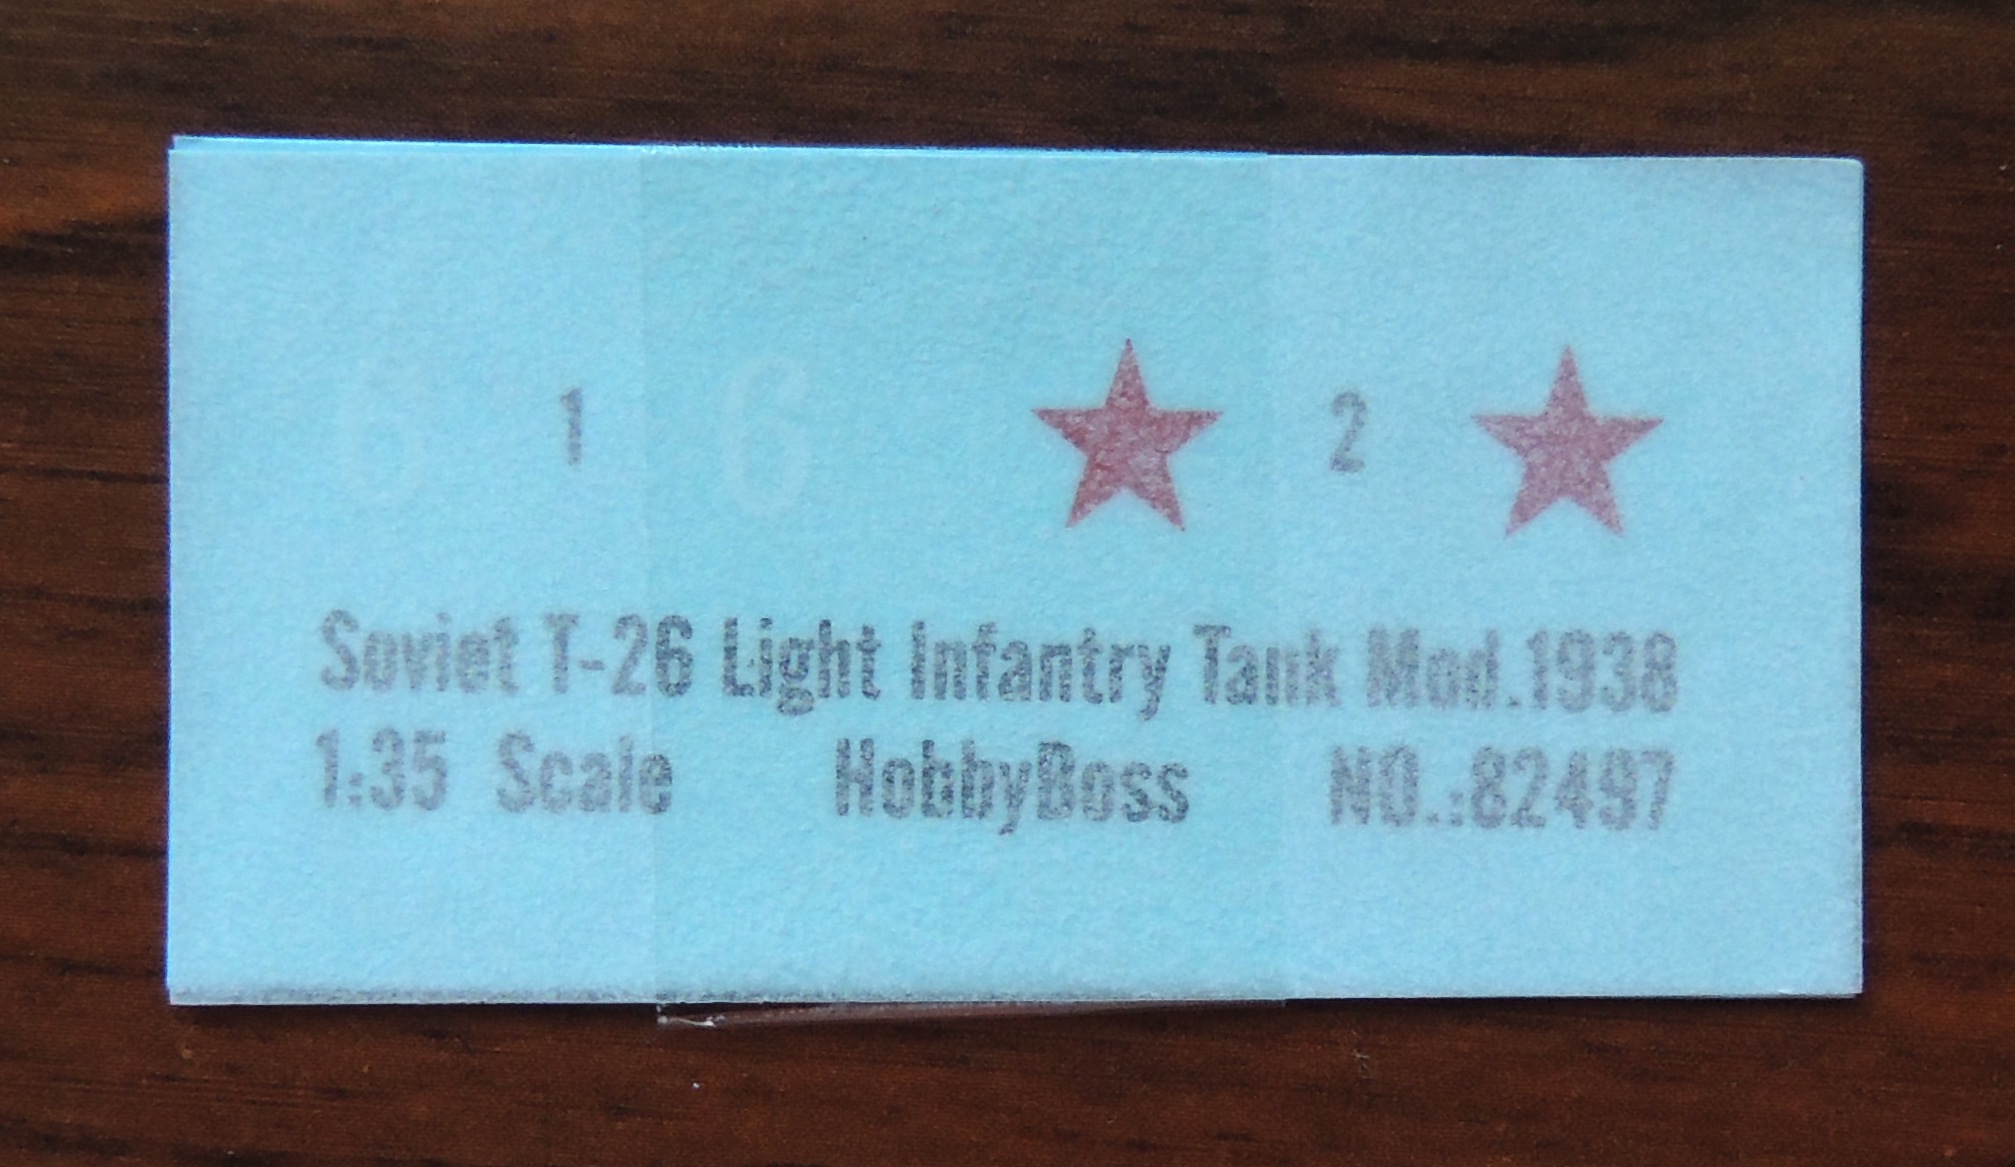 6 1 6 2
Soviet T-26 Light Infantry Tank Mod.1938
1:35 Scale HobbyBoss NO.:82497